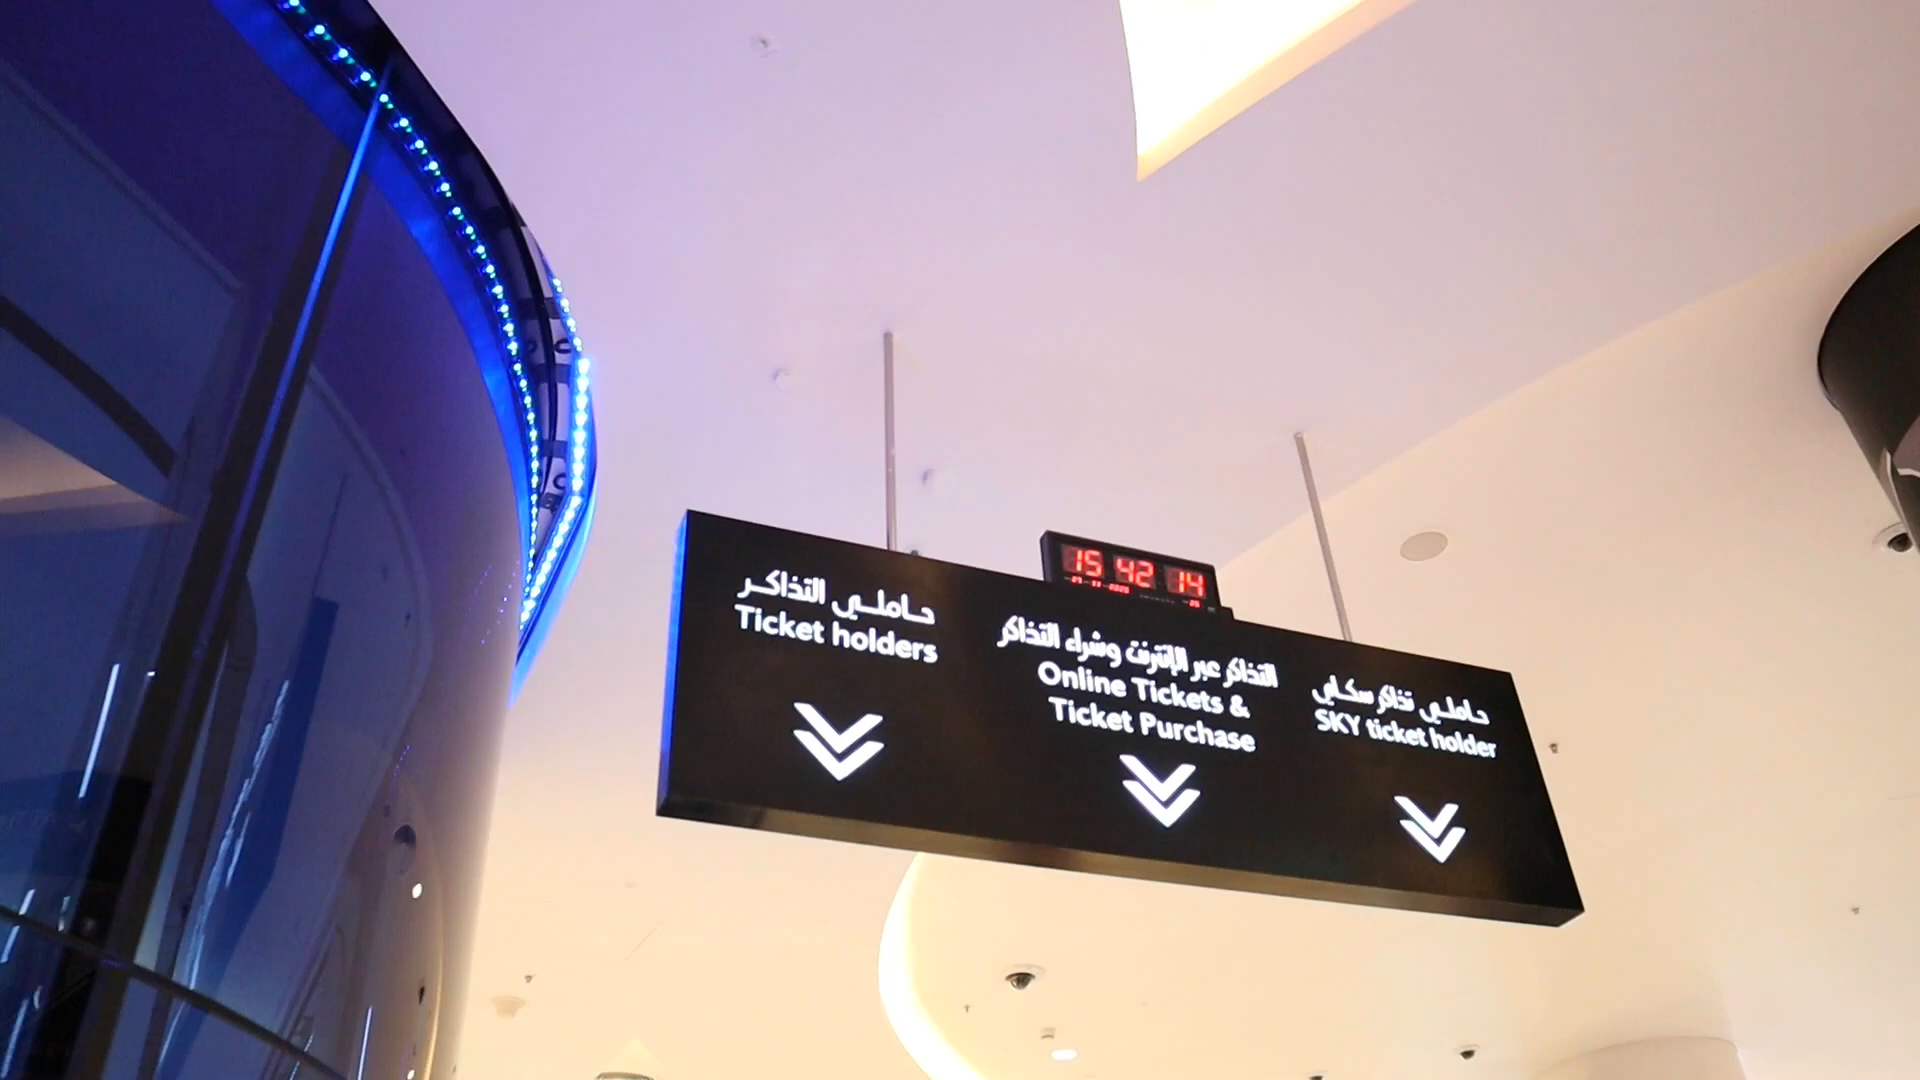 15 42 14
حاملي التذاكر
Ticket holders
التذاكر عبر الإنترنت وشراء التذاكر
Online Tickets &
Ticket Purchase
حاملي تذاكر سكاي
SKY ticket holder